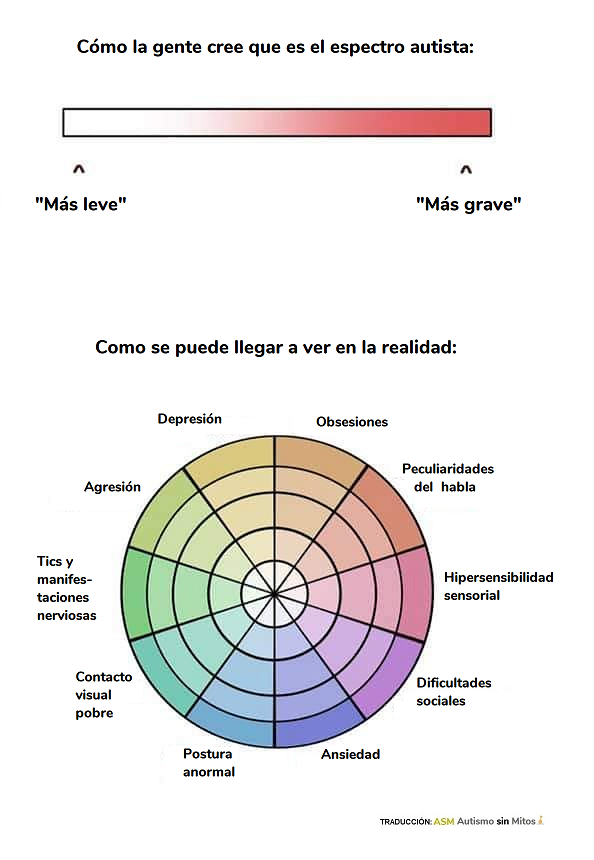 Cómo la gente cree que es el espectro autista:
^ ^
"Más leve" "Más grave"
Como se puede llegar a ver en la realidad:
Depresión
Obsesiones
Peculiaridades
del habla
Agresión
Tics y
manifes-
taciones
nerviosas
Hipersensibilidad
sensorial
Contacto
visual
pobre
Dificultades
sociales
Postura
anormal
Ansiedad
TRADUCCIÓN: ASM Autismo sin Mitos